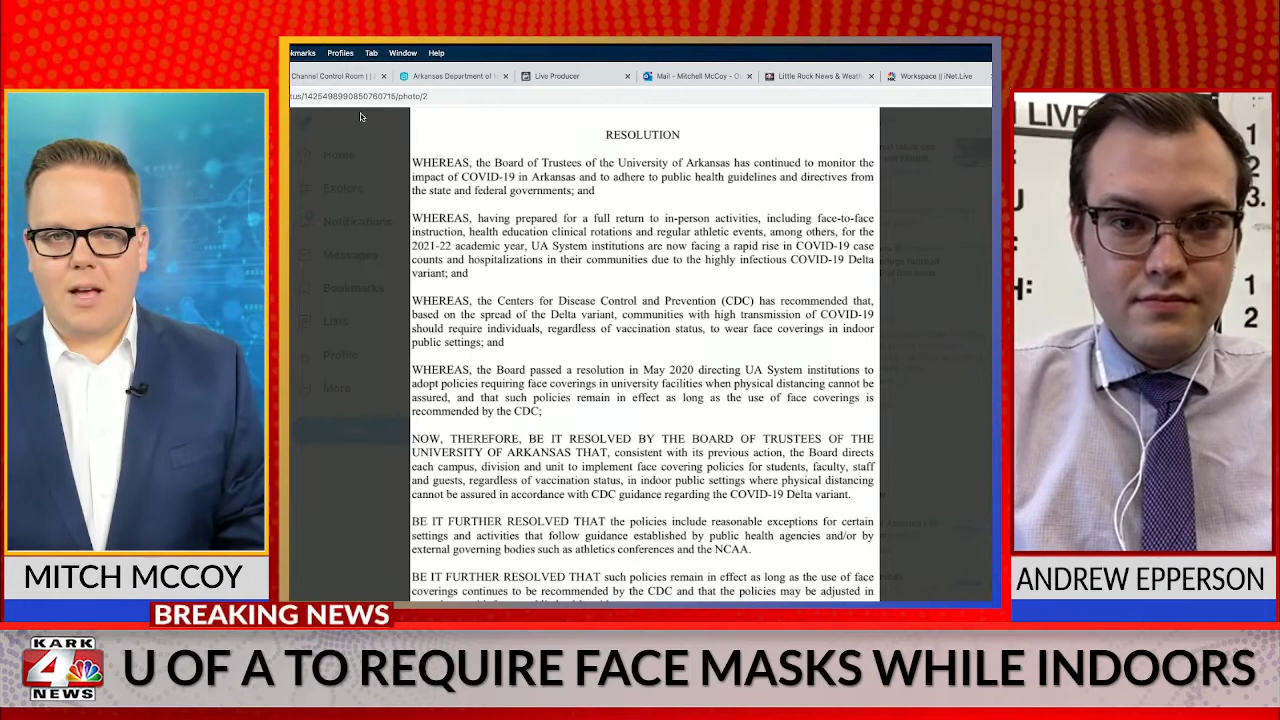 kmarks Profiles Tab Window Help
Channel Control Room | | J
Arkansas Department of H
Live Producer
Mail - Mitchell McCoy - O
Little Rock News & Weath
Workspace || iNet.Live
tus/1425498990850760715/photo/2
Home
Explore
Notifications
Messages
Bookmarks
Lists
Profile
More
RESOLUTION
WHEREAS, the Board of Trustees of the University of Arkansas has continued to monitor the
impact of COVID-19 in Arkansas and to adhere to public health guidelines and directives from
the state and federal governments; and
WHEREAS, having prepared for a full return to in-person activities, including face-to-face
instruction, health education clinical rotations and regular athletic events, among others, for the
2021-22 academic year, UA System institutions are now facing a rapid rise in COVID-19 case
counts and hospitalizations in their communities due to the highly infectious COVID-19 Delta
variant; and
WHEREAS, the Centers for Disease Control and Prevention (CDC) has recommended that,
based on the spread of the Delta variant, communities with high transmission of COVID-19
should require individuals, regardless of vaccination status, to wear face coverings in indoor
public settings; and
WHEREAS, the Board passed a resolution in May 2020 directing UA System institutions to
adopt policies requiring face coverings in university facilities when physical distancing cannot be
assured, and that such policies remain in effect as long as the use of face coverings is
recommended by the CDC;
NOW, THEREFORE, BE IT RESOLVED BY THE BOARD OF TRUSTEES OF THE
UNIVERSITY OF ARKANSAS THAT, consistent with its previous action, the Board directs
each campus, division and unit to implement face covering policies for students, faculty, staff
and guests, regardless of vaccination status, in indoor public settings where physical distancing
cannot be assured in accordance with CDC guidance regarding the COVID-19 Delta variant.
BE IT FURTHER RESOLVED THAT the policies include reasonable exceptions for certain
settings and activities that follow guidance established by public health agencies and/or by
external governing bodies such as athletics conferences and the NCAA.
BE IT FURTHER RESOLVED THAT such policies remain in effect as long as the use of face
coverings continues to be recommended by the CDC and that the policies may be adjusted in
LIVE
1
2
3.
H:
1
2
MITCH MCCOY
ANDREW EPPERSON
BREAKING NEWS
KARK
4
NEWS
U OF A TO REQUIRE FACE MASKS WHILE INDOORS